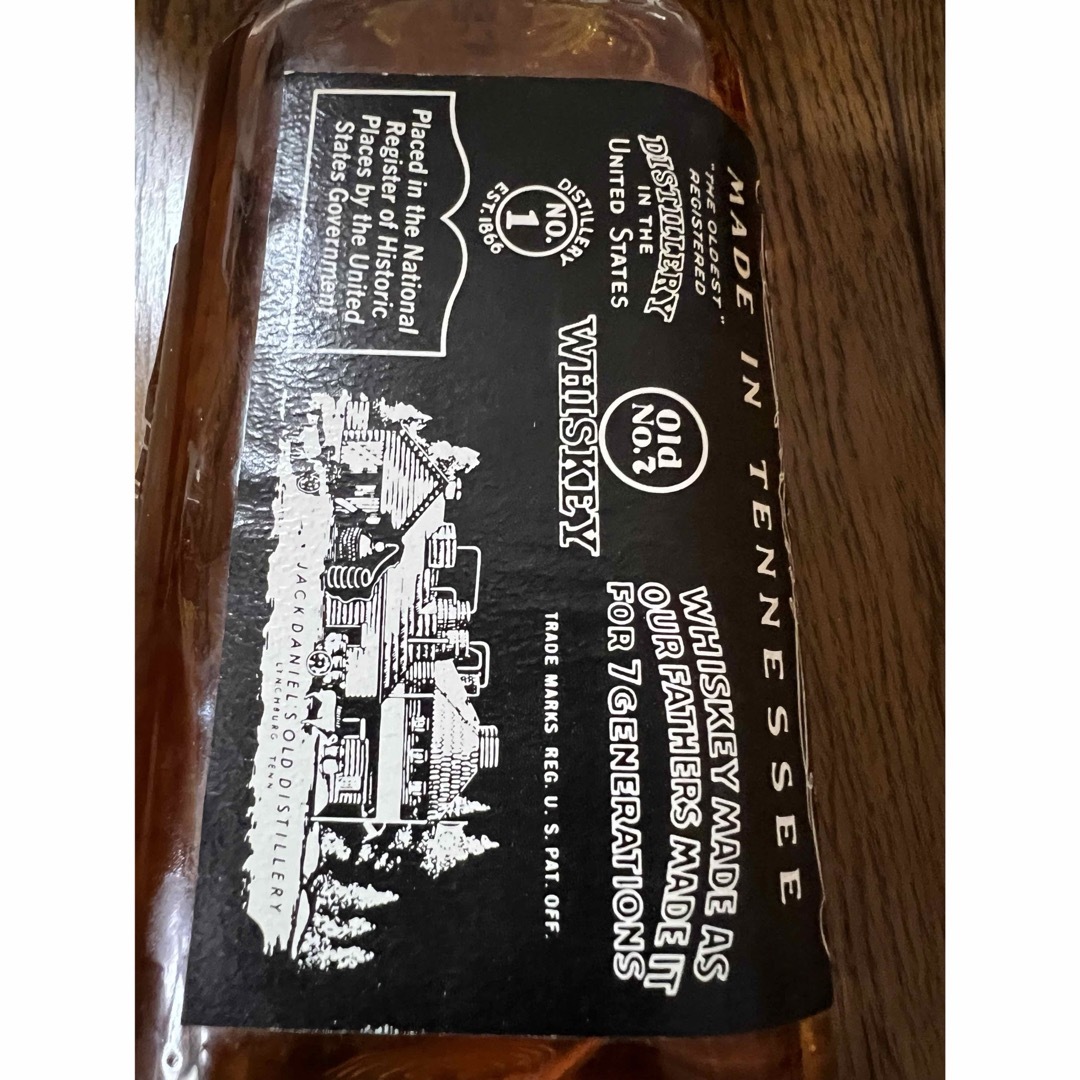 MADE IN TENNESSEE
"THE OLDEST"
REGISTERED
DISTILLERY
IN THE
UNITED STATES
DISTILLERY
NO.
1
EST. 1866
Placed in the National
Register of Historic
Places by the United
States Government
Old
No. 7
WHISKEY
WHISKEY MADE AS
OUR FATHERS MADE IT
FOR 7 GENERATIONS
TRADE MARKS REG. U. S. PAT. OFF.
JACK DANIEL'S OLD DISTILLERY
LYNCHBURG TENN